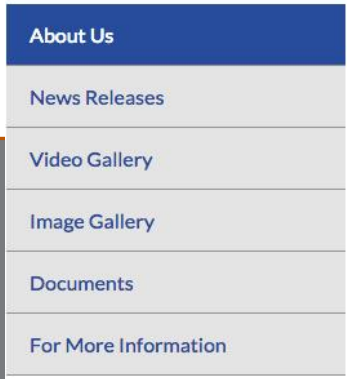 About Us
News Releases
Video Gallery
Image Gallery
Documents
For More Information